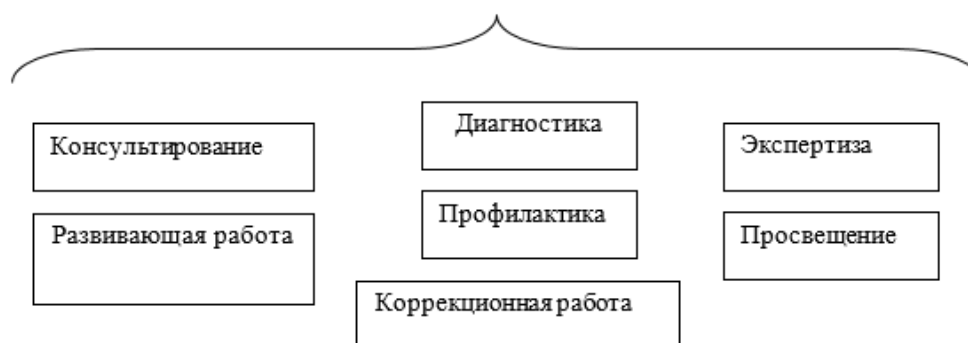 Консультирование
Диагностика
Экспертиза
Развивающая работа
Профилактика
Просвещение
Коррекционная работа